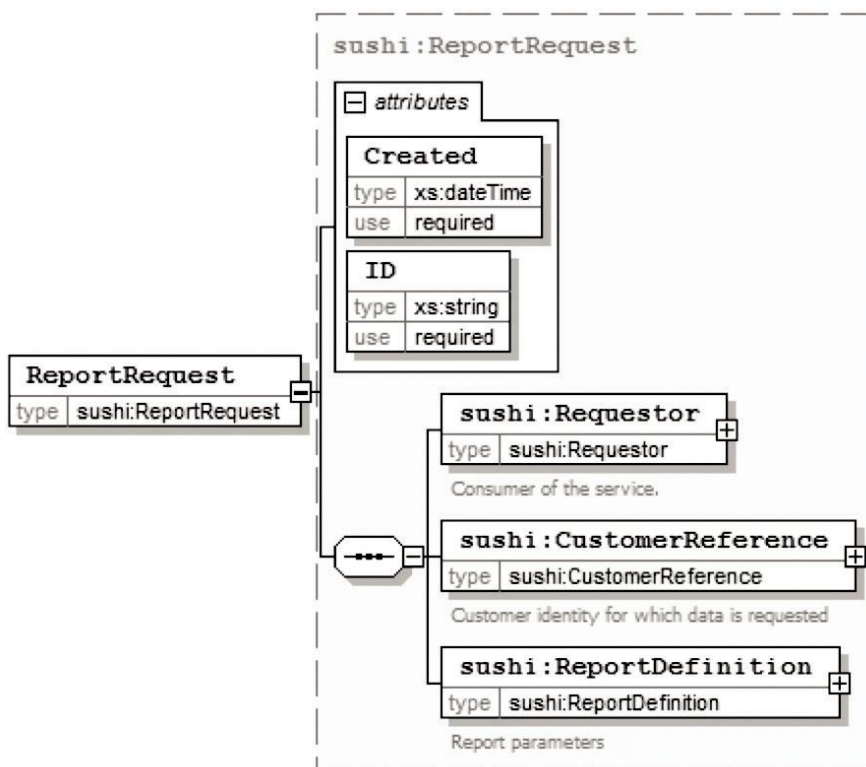 sushi:ReportRequest
attributes
Created
type xs:dateTime
use required
ID
type xs:string
use required
ReportRequest
type sushi:ReportRequest
sushi:Requestor
type sushi:Requestor
Consumer of the service.
sushi:CustomerReference
type sushi:CustomerReference
Customer identity for which data is requested
sushi:ReportDefinition
type sushi:ReportDefinition
Report parameters